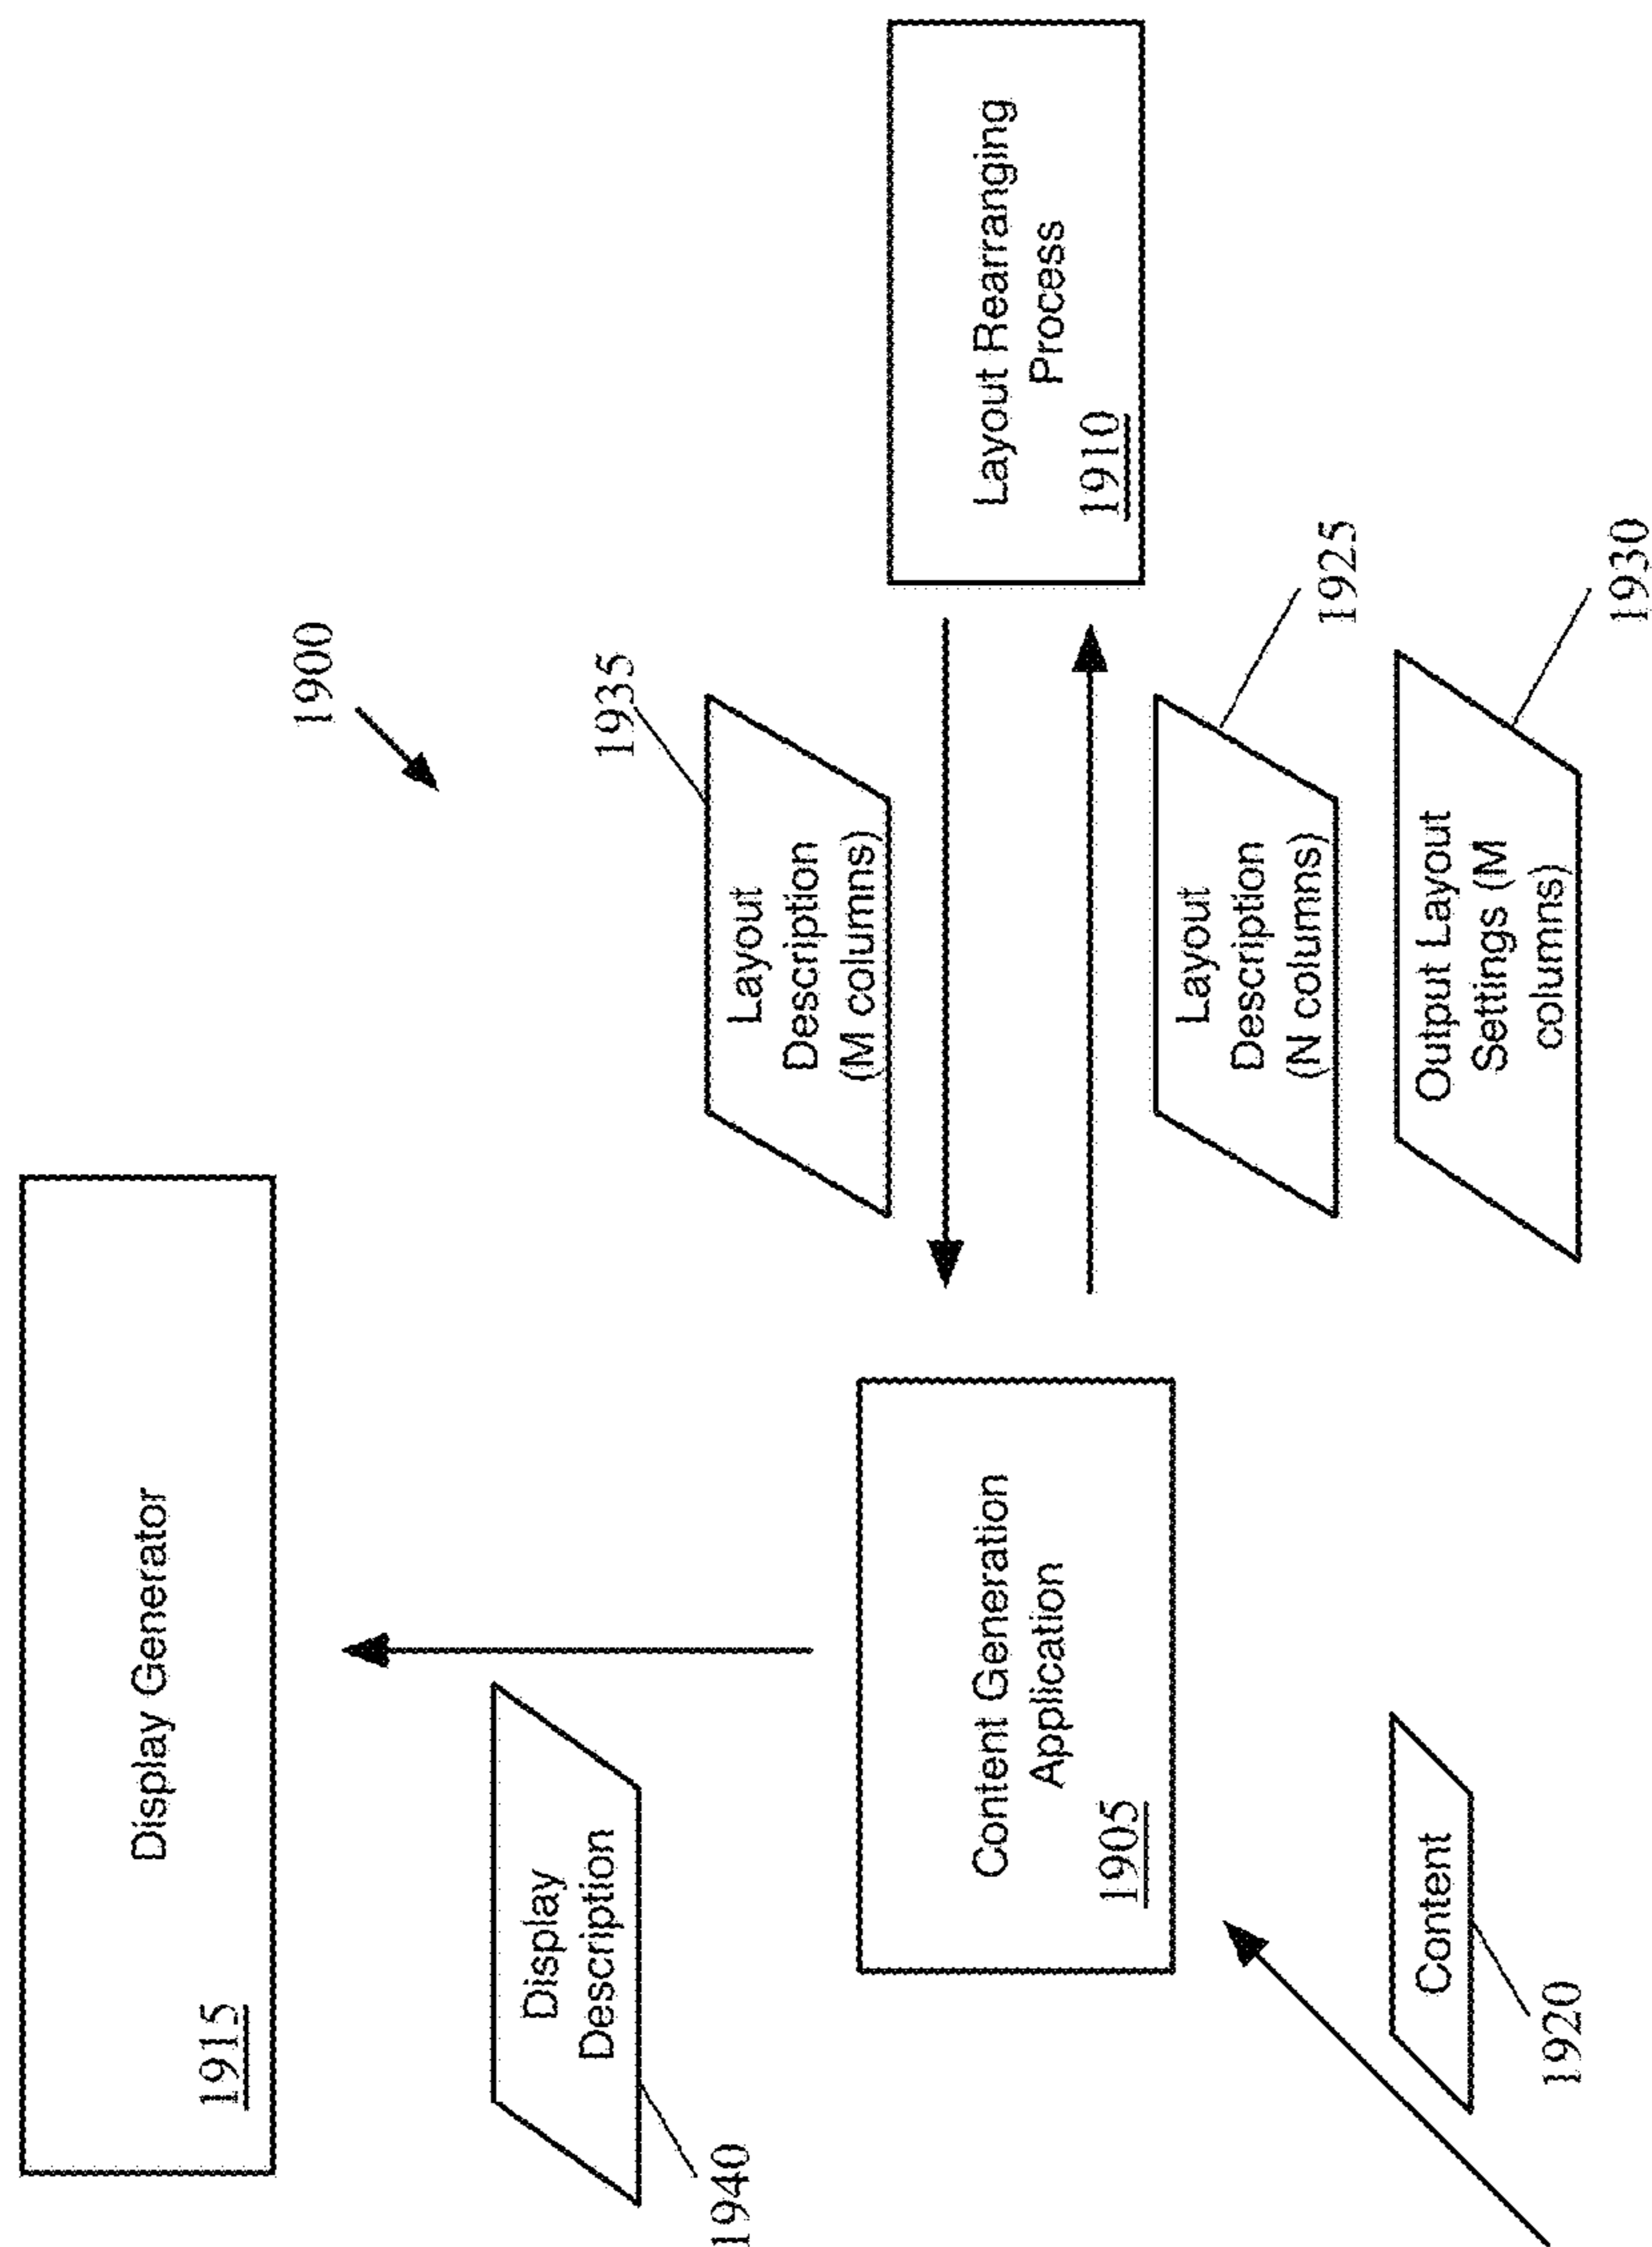 Display Generator
1915
1900
Display
Description
1940
1935
Layout
Description
(M columns)
Content Generation
Application
1905
Layout Rearranging
Process
1910
Layout
Description
(N columns)
1925
Content
1920
Output Layout
Settings (M
columns)
1930